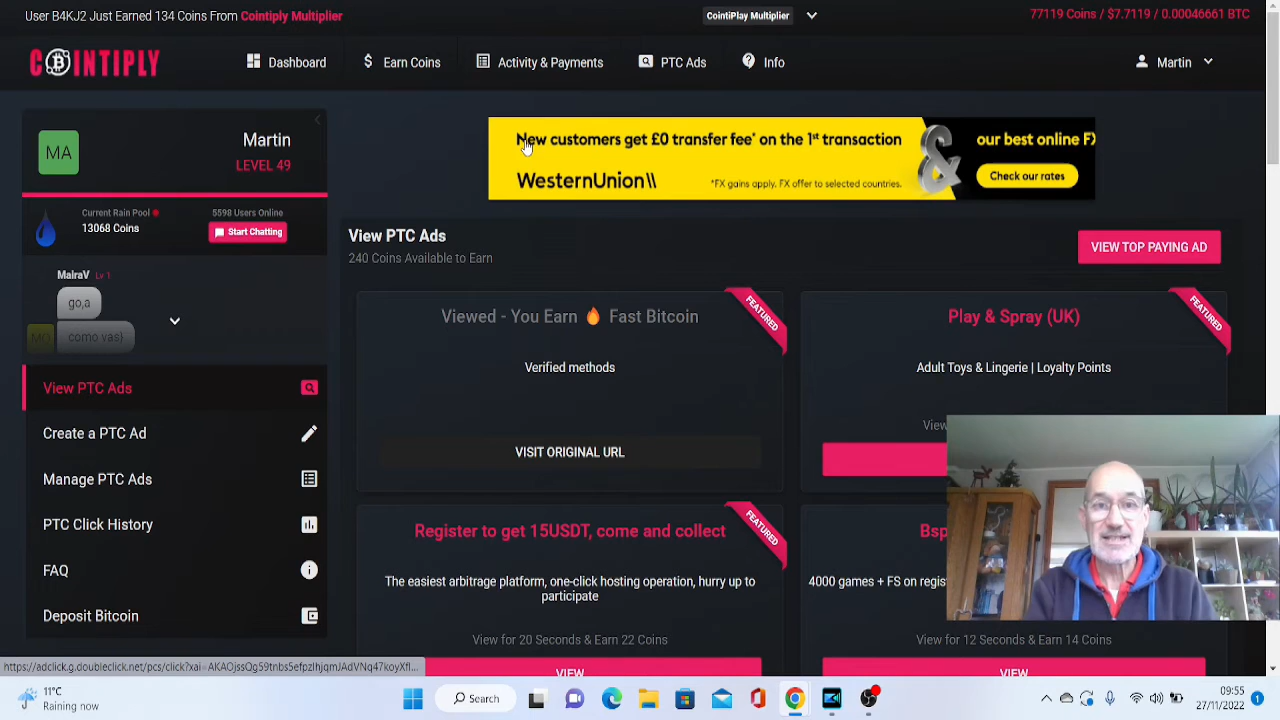 User B4KJ2 Just Earned 134 Coins From Cointiply Multiplier
CointiPlay Multiplier
77119 Coins / $7.7119 / 0.00046661 BTC
COINTIPLY
Dashboard
Earn Coins
Activity & Payments
PTC Ads
Info
Martin
MA
Martin
LEVEL 49
Current Rain Pool
13068 Coins
5598 Users Online
Start Chatting
MalraV Lv 1
go,a
MO
como vas)
View PTC Ads
Create a PTC Ad
Manage PTC Ads
PTC Click History
FAQ
Deposit Bitcoin
New customers get £0 transfer fee* on the 1st transaction
WesternUnion\\
*FX gains apply. FX offer to selected countries.
&
our best online FX
Check our rates
View PTC Ads
240 Coins Available to Earn
VIEW TOP PAYING AD
FEATURED
Viewed - You Earn 🔥 Fast Bitcoin
Verified methods
VISIT ORIGINAL URL
FEATURED
Play & Spray (UK)
Adult Toys & Lingerie | Loyalty Points
View
FEATURED
Register to get 15USDT, come and collect
The easiest arbitrage platform, one-click hosting operation, hurry up to
participate
View for 20 Seconds & Earn 22 Coins
VIEW
FEATURED
Bsp
4000 games + FS on regis
View for 12 Seconds & Earn 14 Coins
VIEW
11°C
Raining now
Search
09:55
27/11/2022
1